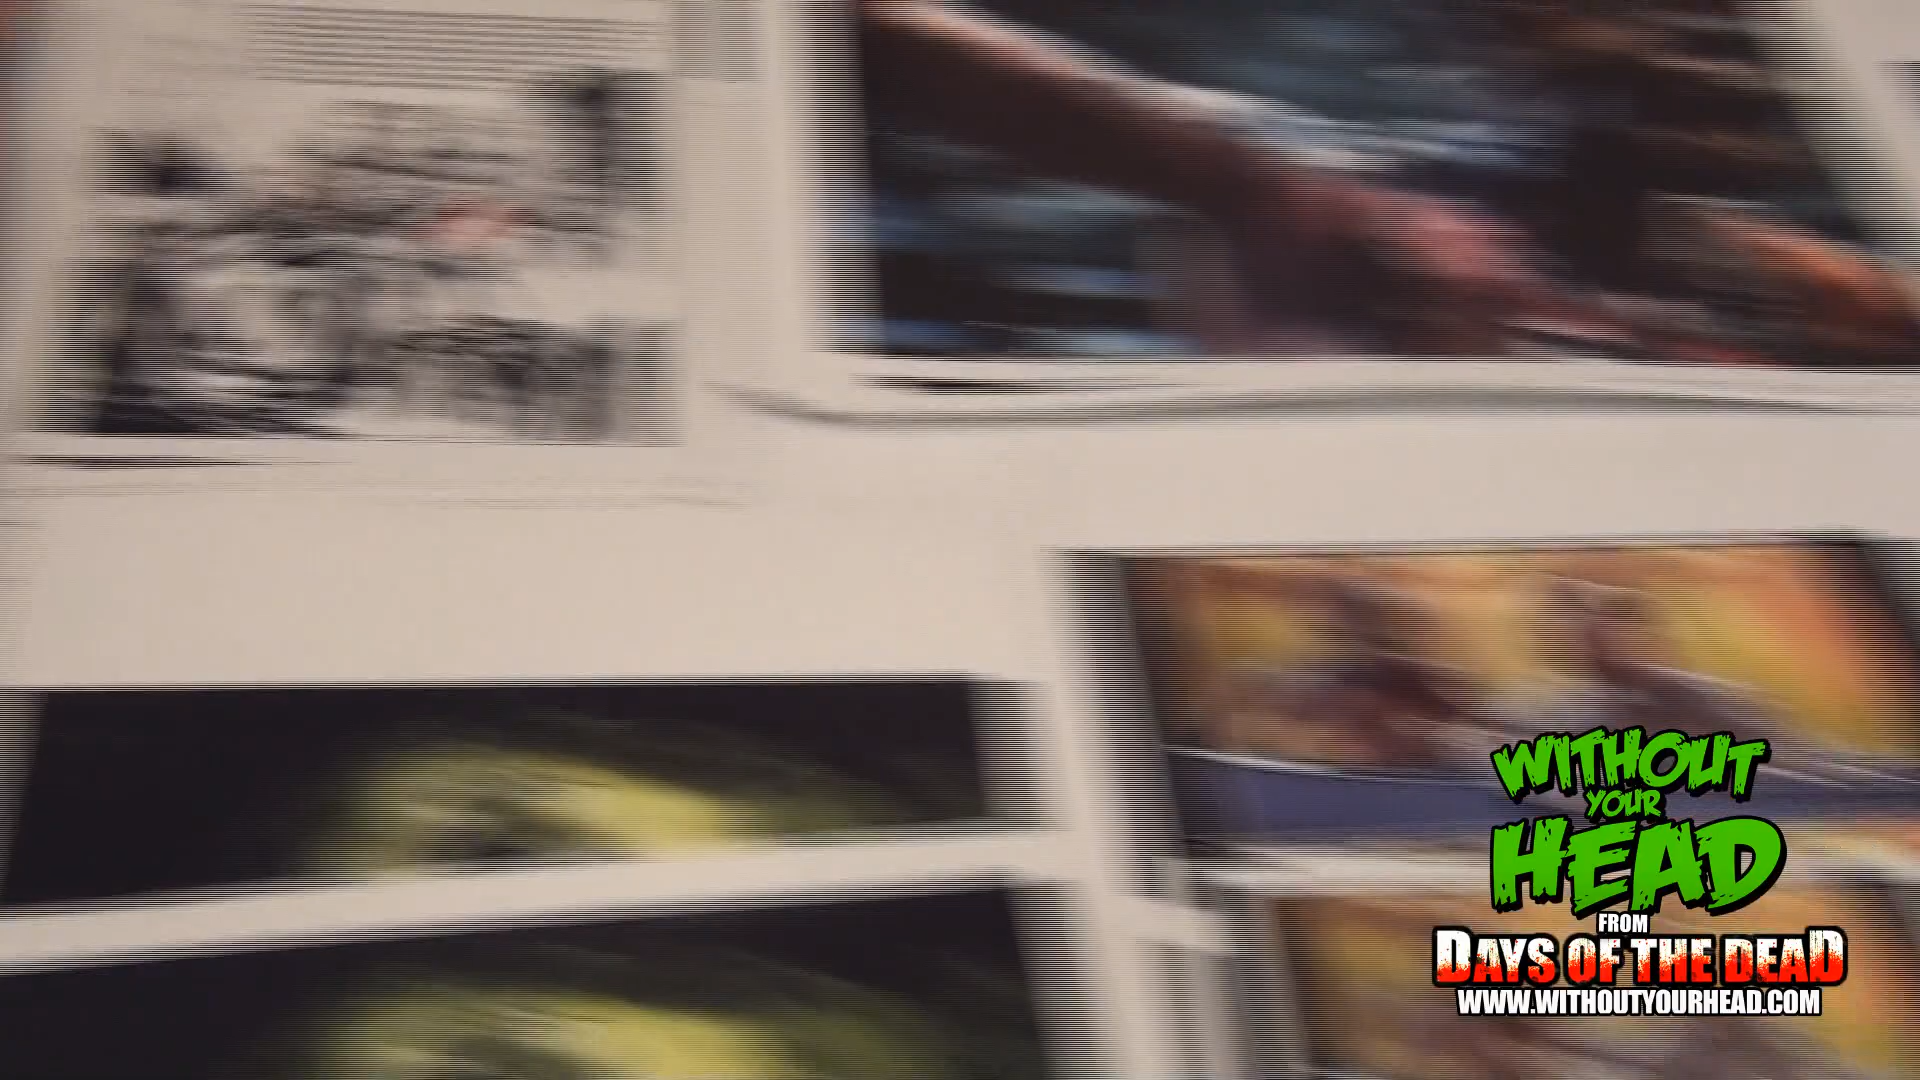 WITHOUT
YOUR
HEAD
FROM
DAYS OF THE DEAD
WWW.WITHOUTYOURHEAD.COM